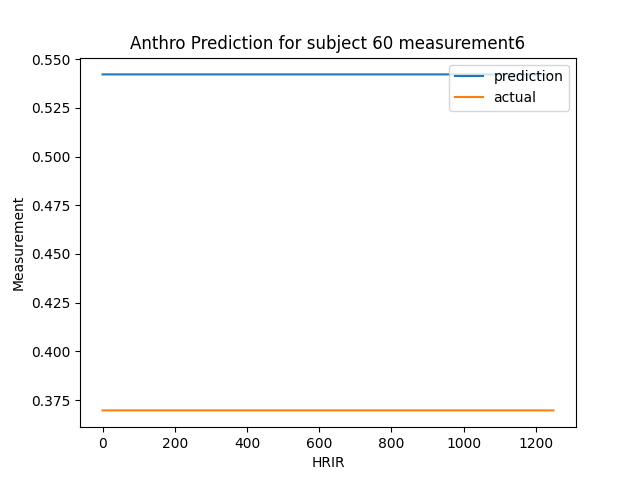 Anthro Prediction for subject 60 measurement6
0.550
0.525
0.500
0.475
0.450
0.425
0.400
0.375
Measurement
prediction
actual
0 200 400 600 800 1000 1200
HRIR